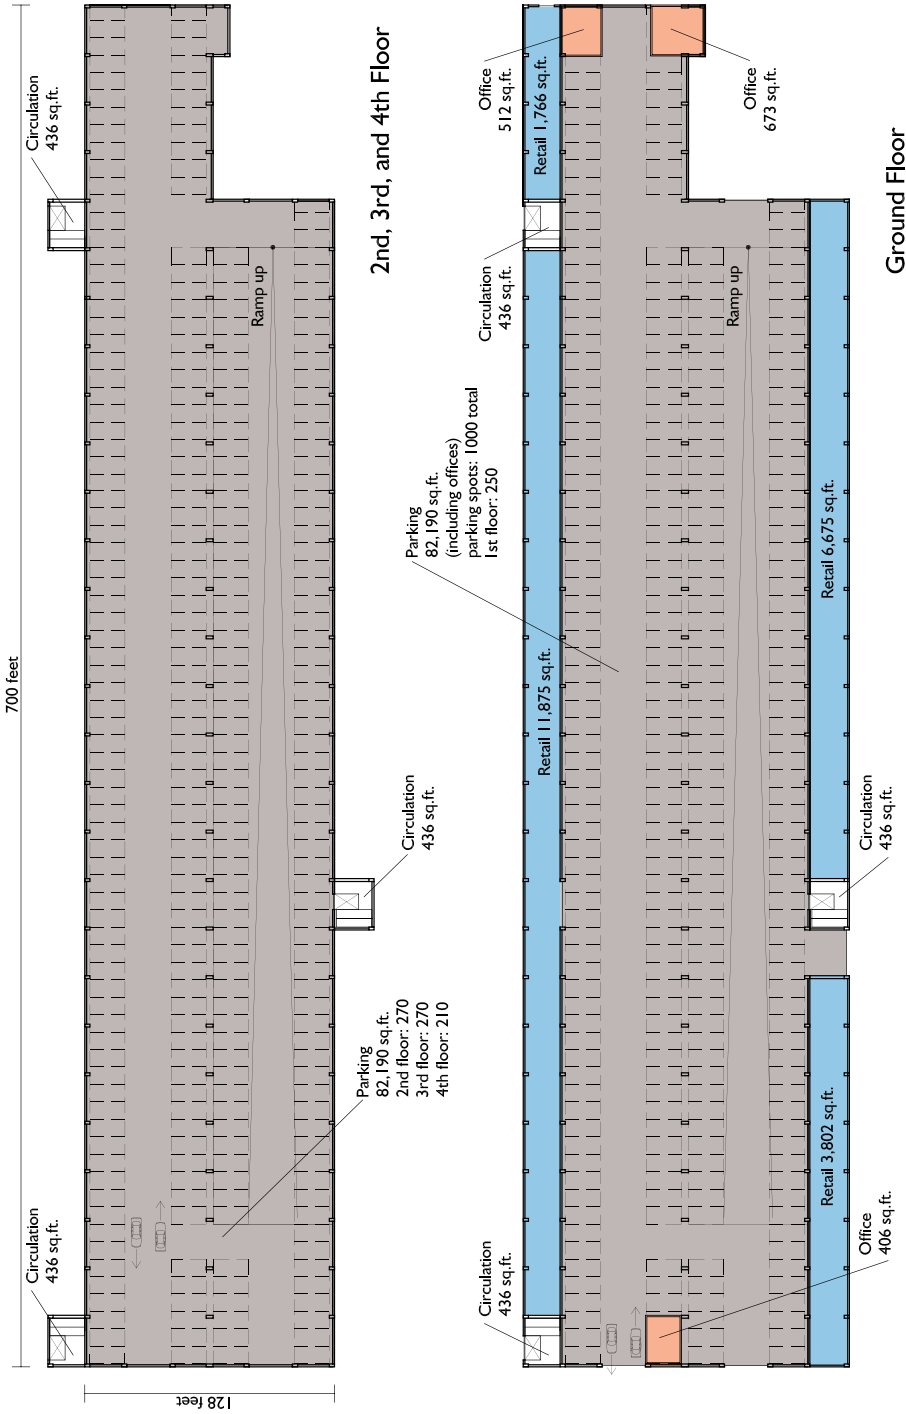 700 feet
128 feet
Circulation
436 sq.ft.
Parking
82,190 sq.ft.
2nd floor: 270
3rd floor: 270
4th floor: 210
Circulation
436 sq.ft.
Ramp up
Circulation
436 sq.ft.
2nd, 3rd, and 4th Floor
Circulation
436 sq.ft.
Retail 11,875 sq.ft.
Parking
82,190 sq.ft.
(including offices)
parking spots: 1000 total
1st floor: 250
Circulation
436 sq.ft.
Office
512 sq.ft.
Retail 1,766 sq.ft.
Office
673 sq.ft.
Ramp up
Office
406 sq.ft.
Retail 3,802 sq.ft.
Circulation
436 sq.ft.
Retail 6,675 sq.ft.
Ground Floor